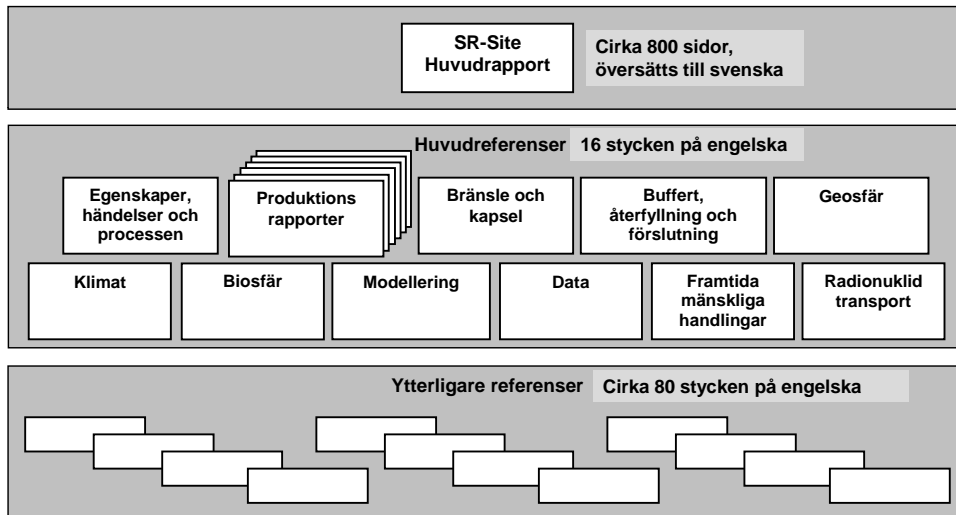 SR-Site
Huvudrapport
Cirka 800 sidor,
översätts till svenska
Huvudreferenser
16 stycken på engelska
Egenskaper,
händelser och
processen
Produktions
rapporter
Bränsle och
kapsel
Buffert,
återfyllning och
förslutning
Geosfär
Klimat
Biosfär
Modellering
Data
Framtida
mänskliga
handlingar
Radionuklid
transport
Ytterligare referenser
Cirka 80 stycken på engelska